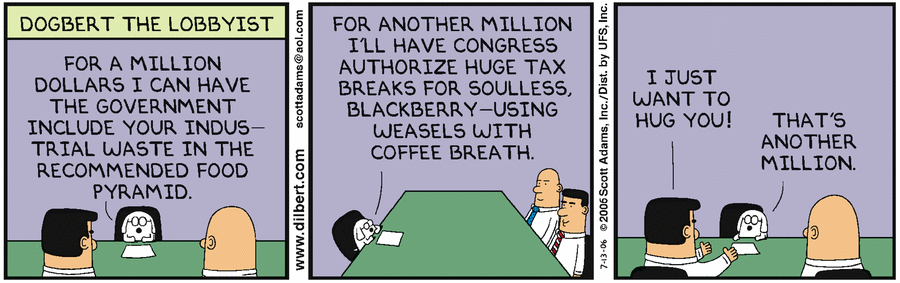 DOGBERT THE LOBBYIST
FOR A MILLION
DOLLARS I CAN HAVE
THE GOVERNMENT
INCLUDE YOUR INDUS-
TRIAL WASTE IN THE
RECOMMENDED FOOD
PYRAMID.
www.dilbert.com
scottadams@aol.com
FOR ANOTHER MILLION
I'LL HAVE CONGRESS
AUTHORIZE HUGE TAX
BREAKS FOR SOULLESS,
BLACKBERRY-USING
WEASELS WITH
COFFEE BREATH.
7-13-06 © 2006 Scott Adams, Inc./Dist. by UFS, Inc.
I JUST
WANT TO
HUG YOU!
THAT'S
ANOTHER
MILLION.